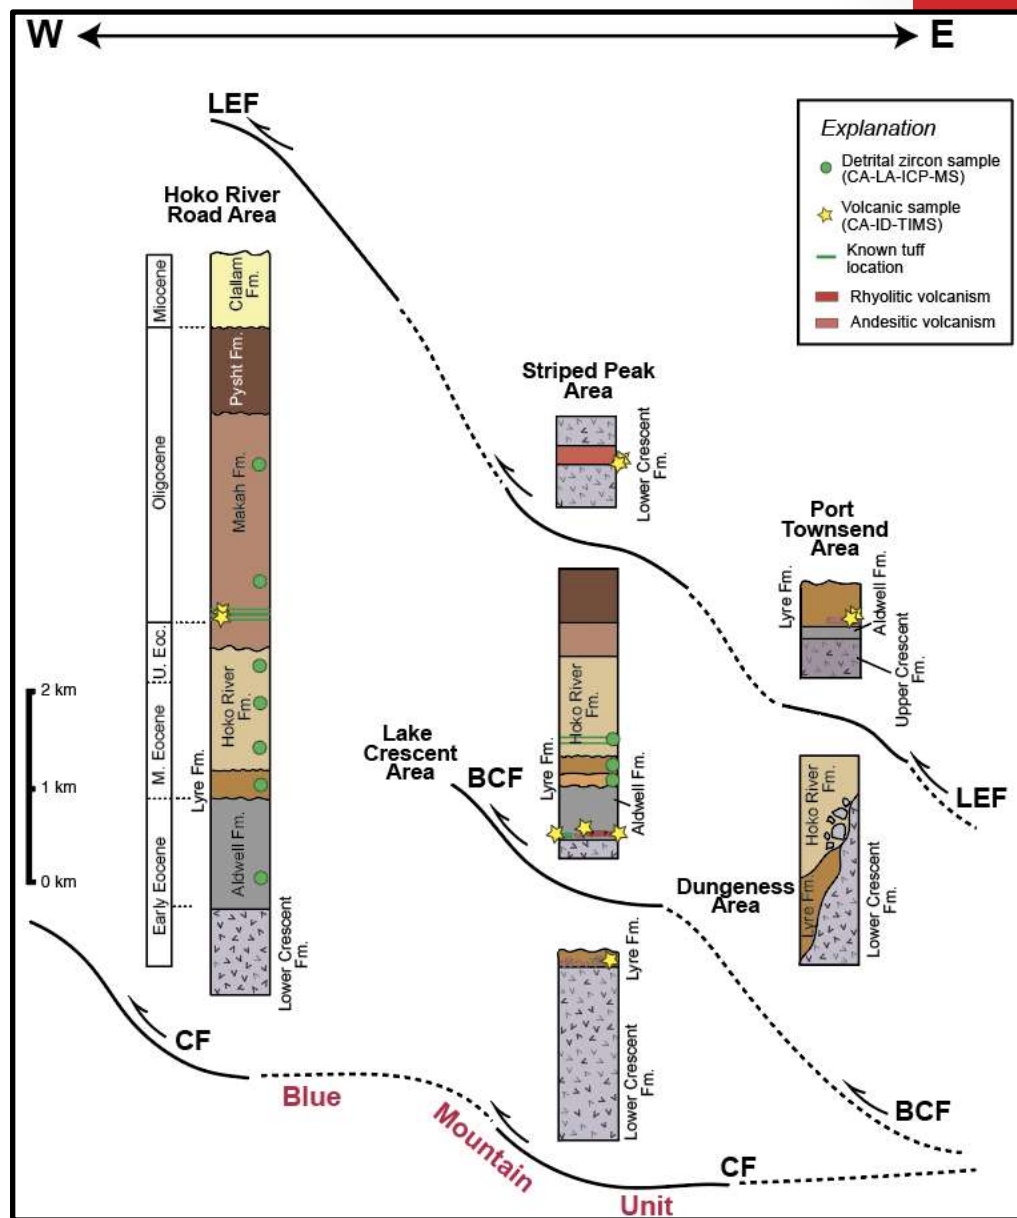 W
E
LEF
Explanation
Detrital zircon sample
(CA-LA-ICP-MS)
Volcanic sample
(CA-ID-TIMS)
Known tuff
location
Rhyolitic volcanism
Andesitic volcanism
Hoko River
Road Area
Miocene
Oligocene
U. Eoc.
M. Eocene
Early Eocene
Clallam
Fm.
Pysht Fm.
Makah Fm.
Hoko River
Fm.
Lyre Fm.
Aldwell Fm.
Lower Crescent
Fm.
2 km
1 km
0 km
Striped Peak
Area
Lower Crescent
Fm.
Port
Townsend
Area
Lyre Fm.
Aldwell Fm.
Upper Crescent
Fm.
Lake
Crescent
Area
BCF
Hoko River
Fm.
Lyre Fm.
Aldwell Fm.
LEF
Dungeness
Area
Hoko River
Fm.
Lyre Fm.
Lower Crescent
Fm.
Lyre Fm.
Lower Crescent
Fm.
CF
BCF
CF
Blue
Mountain
Unit